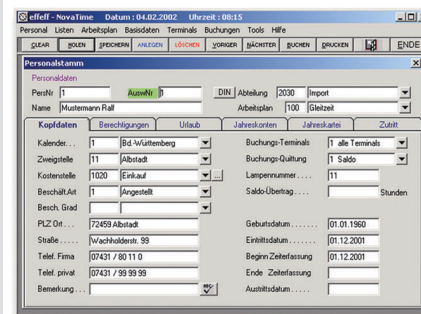 effeff - NovaTime Datum : 04.02.2002 Uhrzeit : 08:15
Personal Listen Arbeitsplan Basisdaten Terminals Buchungen Tools Hilfe
CLEAR HOLEN SPEICHERN ANLEGEN LÖSCHEN VORIGER NÄCHSTER BUCHEN DRUCKEN ENDE
Personalstamm
Personaldaten
PersNr 1 AuswNr 1 DIN Abteilung 2030 Import
Name Mustermann Ralf Arbeitsplan 100 Gleitzeit
Kopfdaten Berechtigungen Urlaub Jahreskonten Jahreskartei Zutritt
Kalender... 1 Bd.-Württemberg Buchungs-Terminals 1 alle Terminals
Zweigstelle 11 Albstadt Buchungs-Quittung 1 Saldo
Kostenstelle 1020 Einkauf ... Lampennummer.... 11
Beschäft.Art 1 Angestellt Saldo-Übertrag.... Stunden
Besch. Grad
PLZ Ort... 72459 Albstadt Geburtsdatum....... 01.01.1960
Straße..... Wachholderstr. 99 Eintrittsdatum....... 01.12.2001
Telef. Firma 07431 / 80 11 0 Beginn Zeiterfassung 01.12.2001
Telef. privat 07431 / 99 99 99 Ende Zeiterfassung
Bemerkung... ABC Austrittsdatum.....